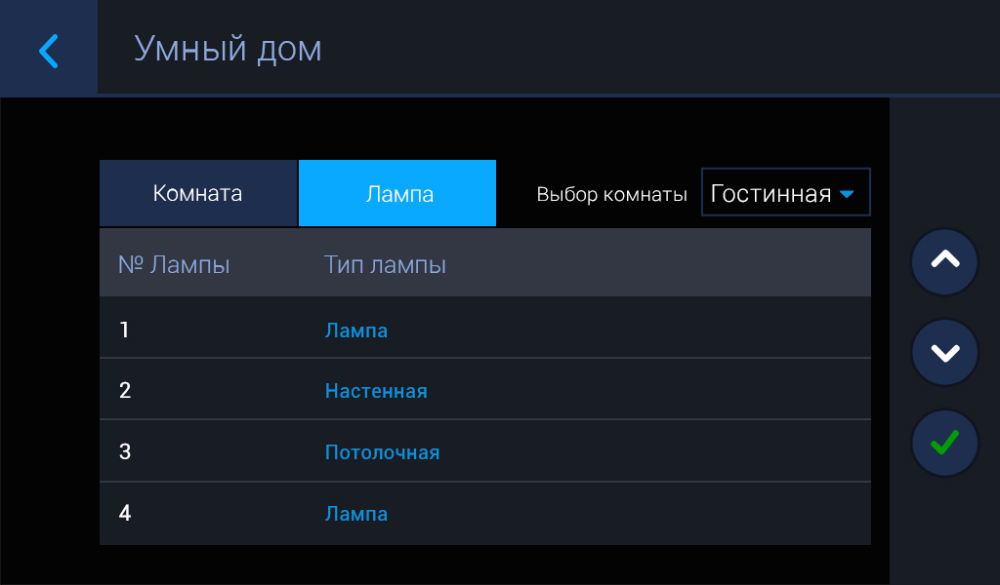 Умный дом
Комната Лампа Выбор комнаты Гостинная
№ Лампы Тип лампы
1 Лампа
2 Настенная
3 Потолочная
4 Лампа